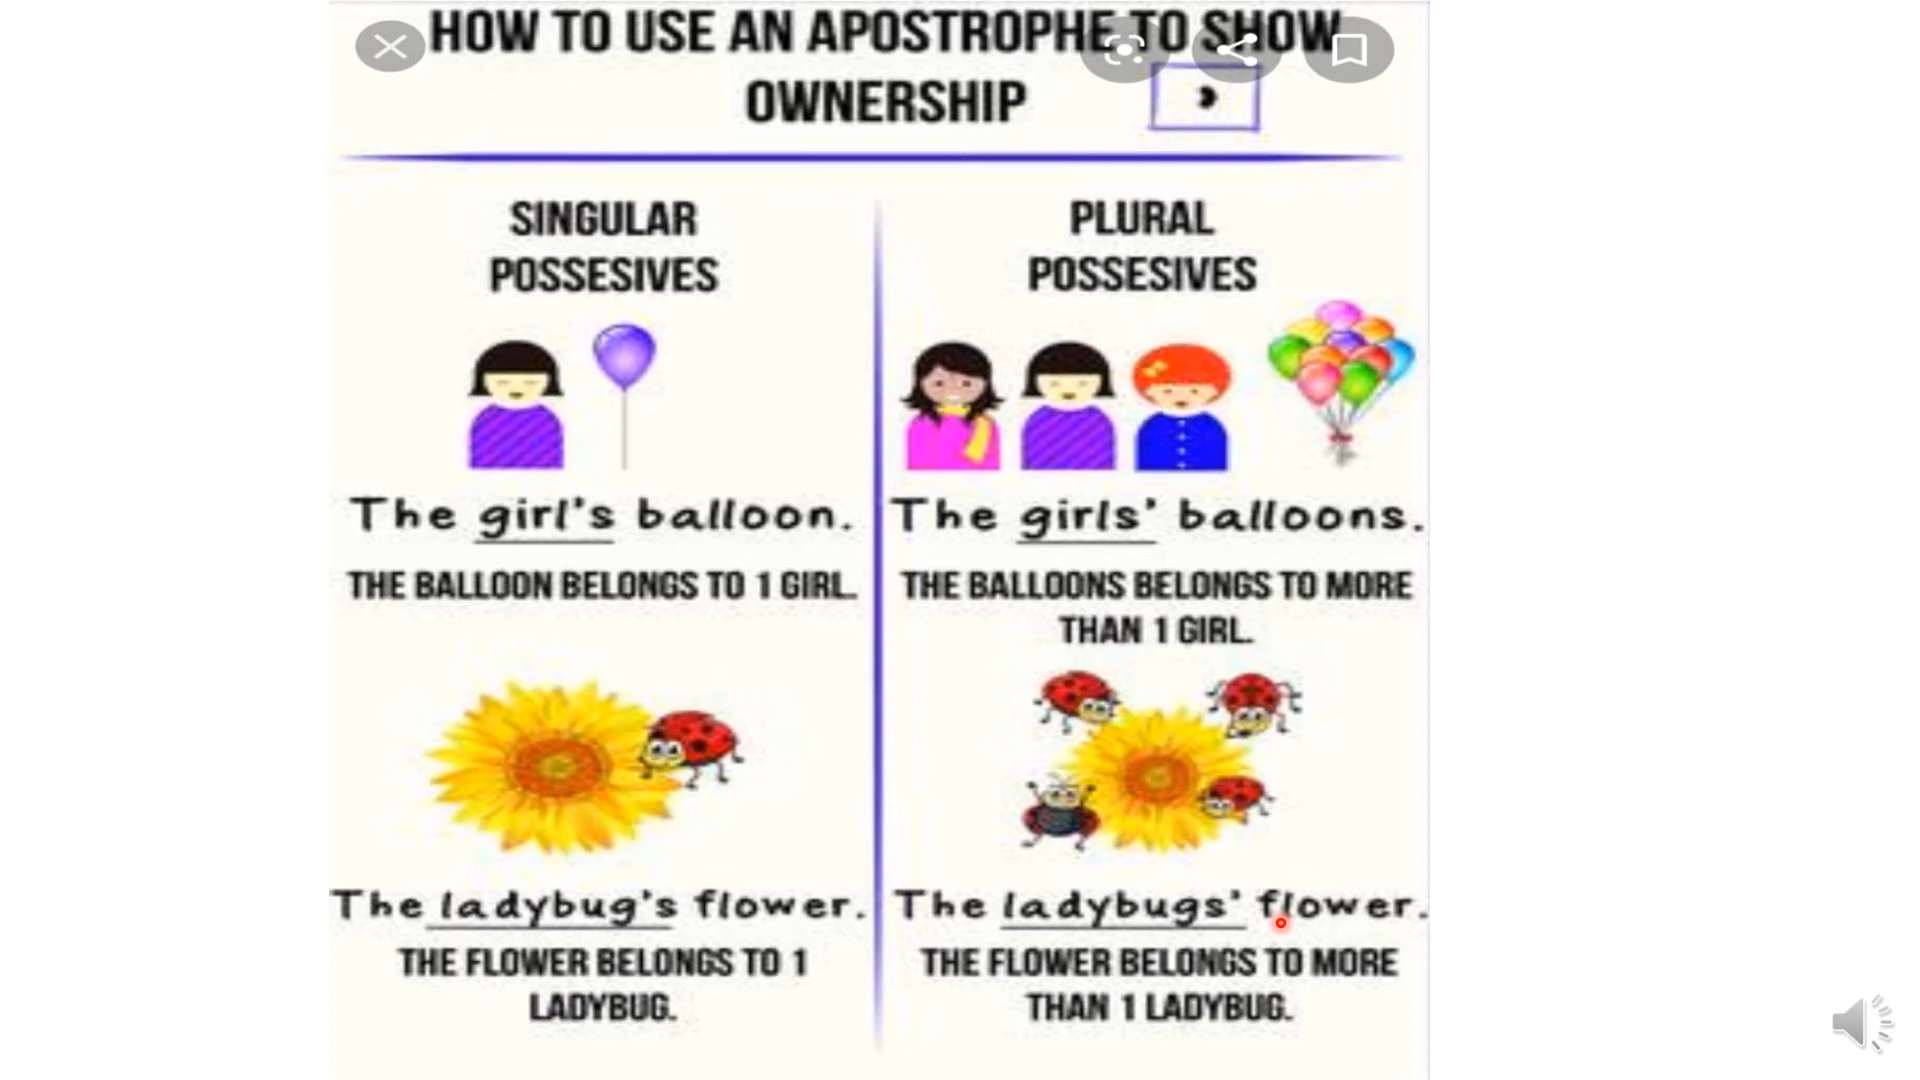 HOW TO USE AN APOSTROPHE TO SHOW
OWNERSHIP
’
SINGULAR
POSSESIVES
The girl's balloon.
THE BALLOON BELONGS TO 1 GIRL.
The ladybug's flower.
THE FLOWER BELONGS TO 1
LADYBUG.
PLURAL
POSSESIVES
The girls' balloons.
THE BALLOONS BELONGS TO MORE
THAN 1 GIRL.
The ladybugs' flower.
THE FLOWER BELONGS TO MORE
THAN 1 LADYBUG.